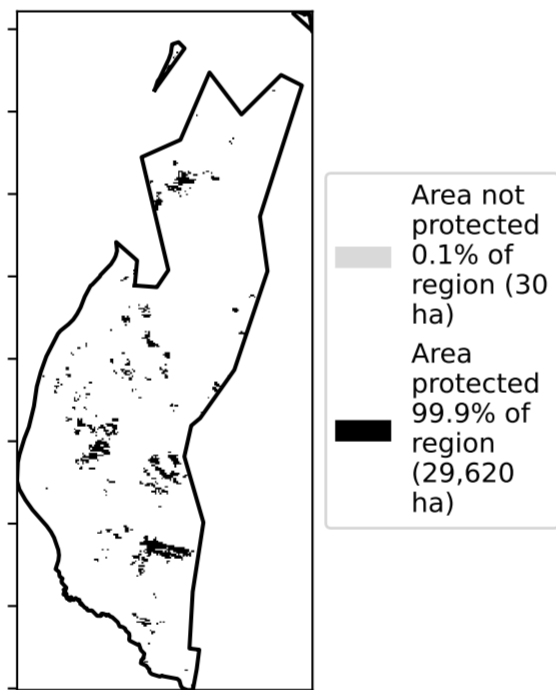 Area not
protected
0.1% of
region (30
ha)
Area
protected
99.9% of
region
(29,620
ha)